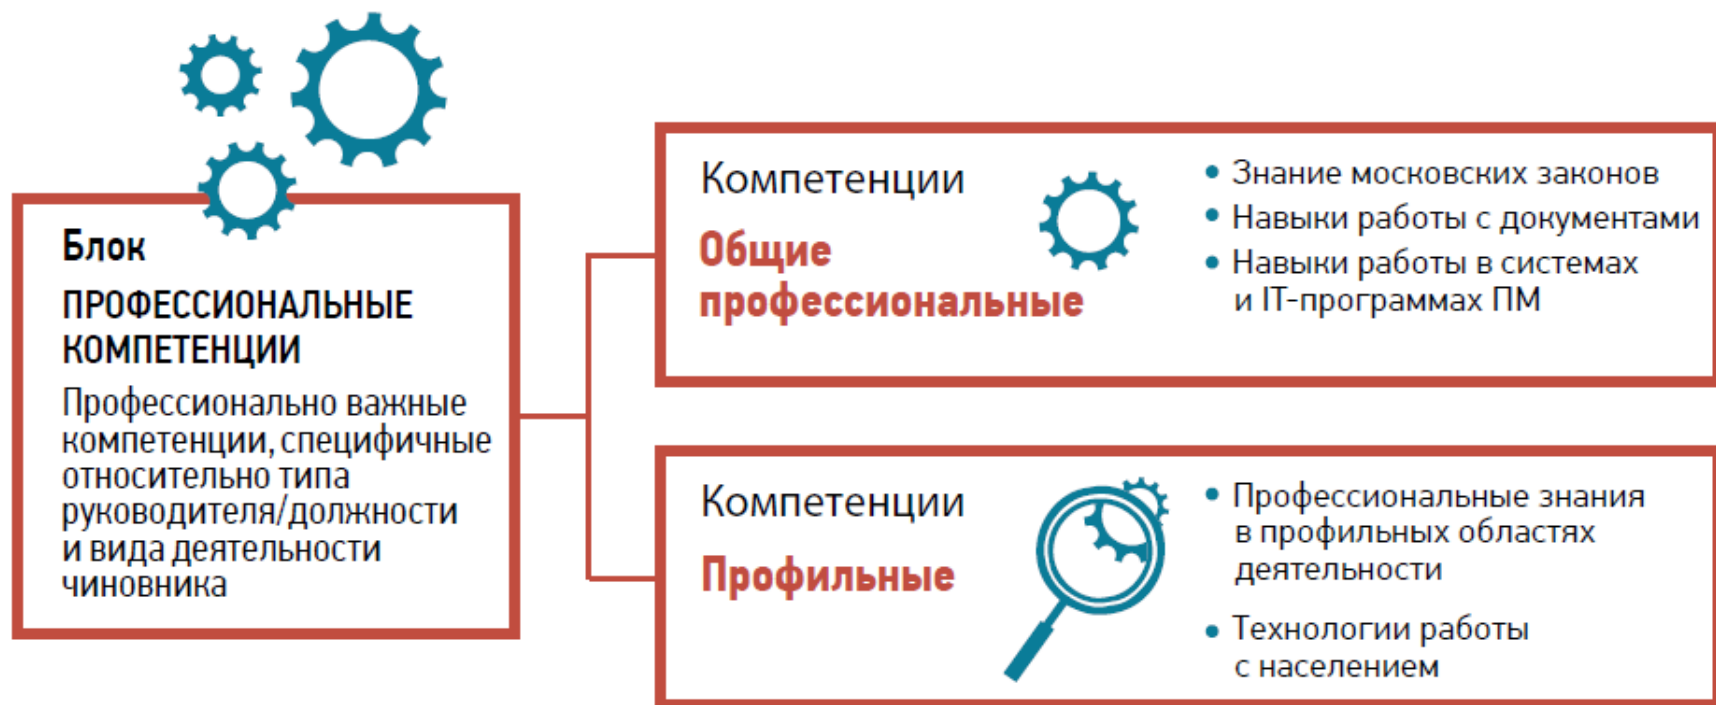 Блок
ПРОФЕССИОНАЛЬНЫЕ
КОМПЕТЕНЦИИ
Профессионально важные
компетенции, специфичные
относительно типа
руководителя/должности
и вида деятельности
чиновника
Компетенции
Общие
профессиональные
• Знание московских законов
• Навыки работы с документами
• Навыки работы в системах
и IT-программах ПМ
Компетенции
Профильные
• Профессиональные знания
в профильных областях
деятельности
• Технологии работы
с населением